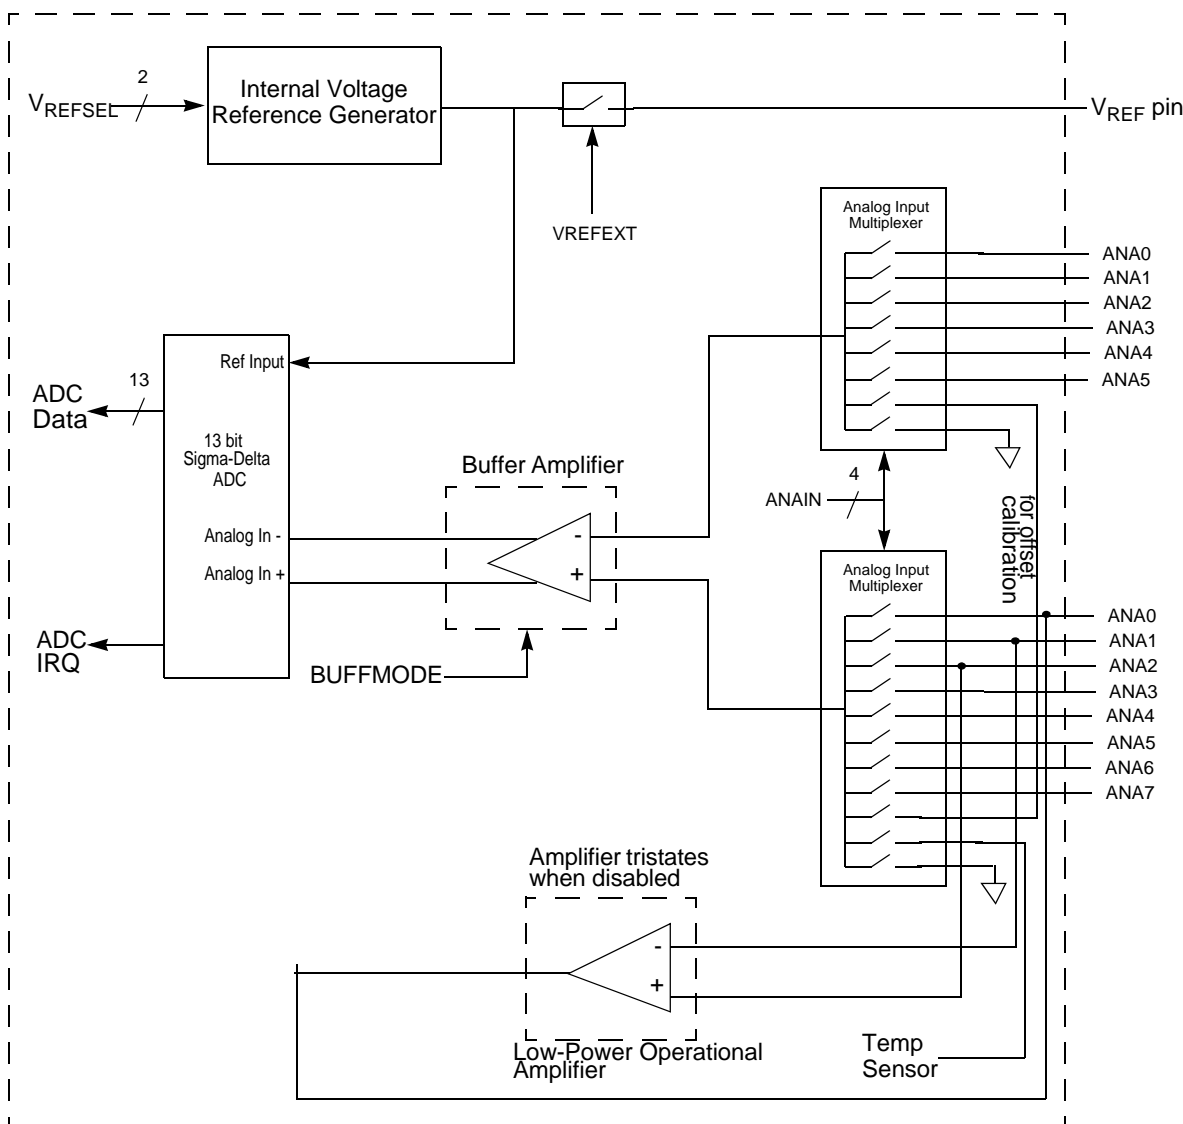 VREFSEL
2
Internal Voltage
Reference Generator
VREF pin
VREFEXT
Analog Input
Multiplexer
ANA0
ANA1
ANA2
ANA3
ANA4
ANA5
Ref Input
13
ADC
Data
13 bit
Sigma-Delta
ADC
Buffer Amplifier
4
ANAIN
for offset
calibration
Analog In -
Analog In +
-
+
Analog Input
Multiplexer
ANA0
ANA1
ANA2
ANA3
ANA4
ANA5
ANA6
ANA7
ADC
IRQ
BUFFMODE
Amplifier tristates
when disabled
-
+
Low-Power Operational
Amplifier
Temp
Sensor